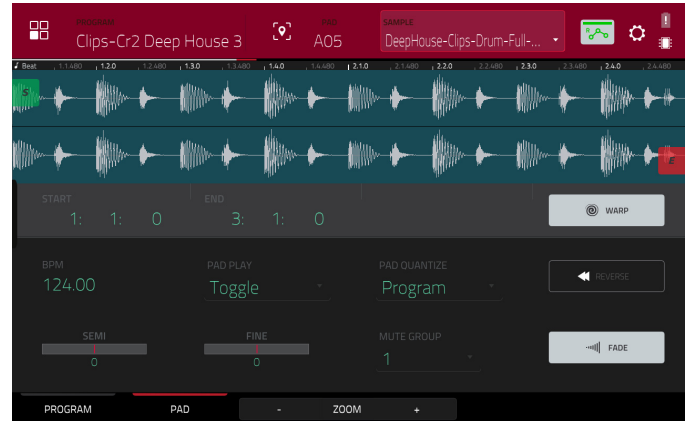 PROGRAM PAD SAMPLE
Clips-Cr2 Deep House 3 A05 DeepHouse-Clips-Drum-Full-...
R
!
Beat 1.1.480 1.2.0 1.2.480 1.3.0 1.3.480 1.4.0 1.4.480 2.1.0 2.1.480 2.2.0 2.2.480 2.3.0 2.3.480 2.4.0 2.4.480
S
E
START END
1: 1: 0 3: 1: 0
WARP
BPM PAD PLAY PAD QUANTIZE
124.00 Toggle Program
REVERSE
SEMI FINE MUTE GROUP
0 0 1
FADE
PROGRAM PAD - ZOOM +